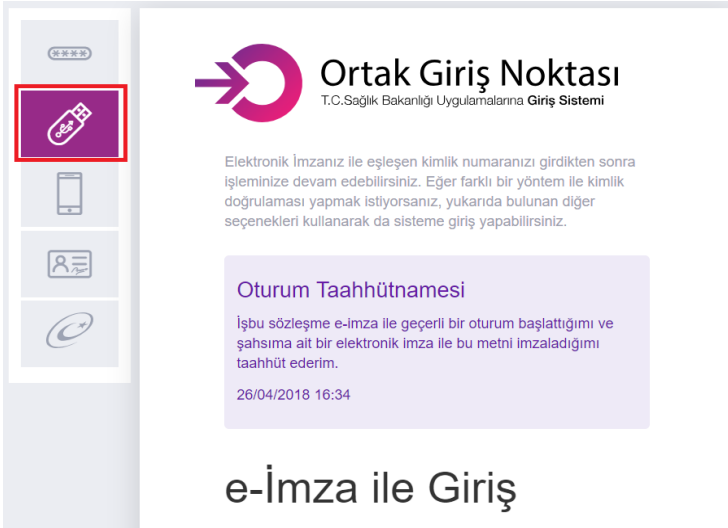 ****
Ortak Giriş Noktası
T.C.Sağlık Bakanlığı Uygulamalarına Giriş Sistemi
Elektronik İmzanız ile eşleşen kimlik numaranızı girdikten sonra
işleminize devam edebilirsiniz. Eğer farklı bir yöntem ile kimlik
doğrulaması yapmak istiyorsanız, yukarıda bulunan diğer
seçenekleri kullanarak da sisteme giriş yapabilirsiniz.
Oturum Taahhütnamesi
İşbu sözleşme e-imza ile geçerli bir oturum başlattığımı ve
şahsıma ait bir elektronik imza ile bu metni imzaladığımı
taahhüt ederim.
26/04/2018 16:34
e-İmza ile Giriş